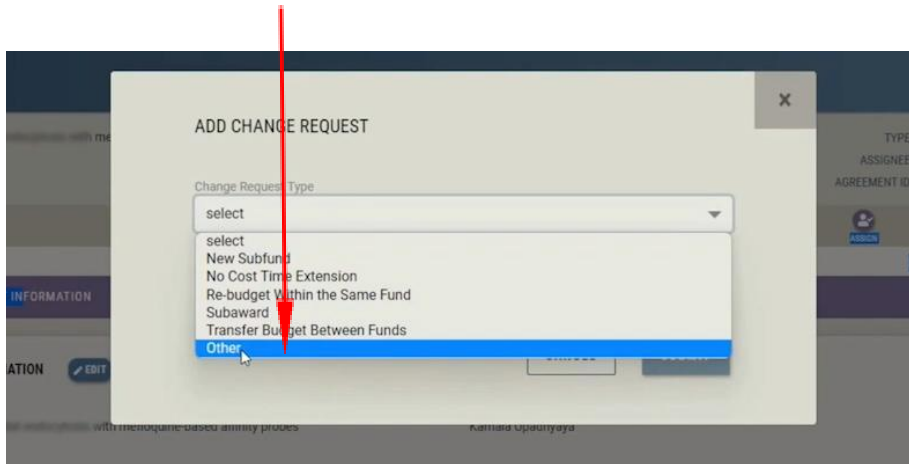 ADD CHANGE REQUEST
×
with me
TYPE
ASSIGNEE
AGREEMENT ID
Change Request Type
select
ASSIGN
select
New Subfund
No Cost Time Extension
Re-budget Within the Same Fund
Subaward
Transfer Budget Between Funds
Other
INFORMATION
ATION
EDIT
with mefloquine-based affinity probes
Kamala Upadhyaya